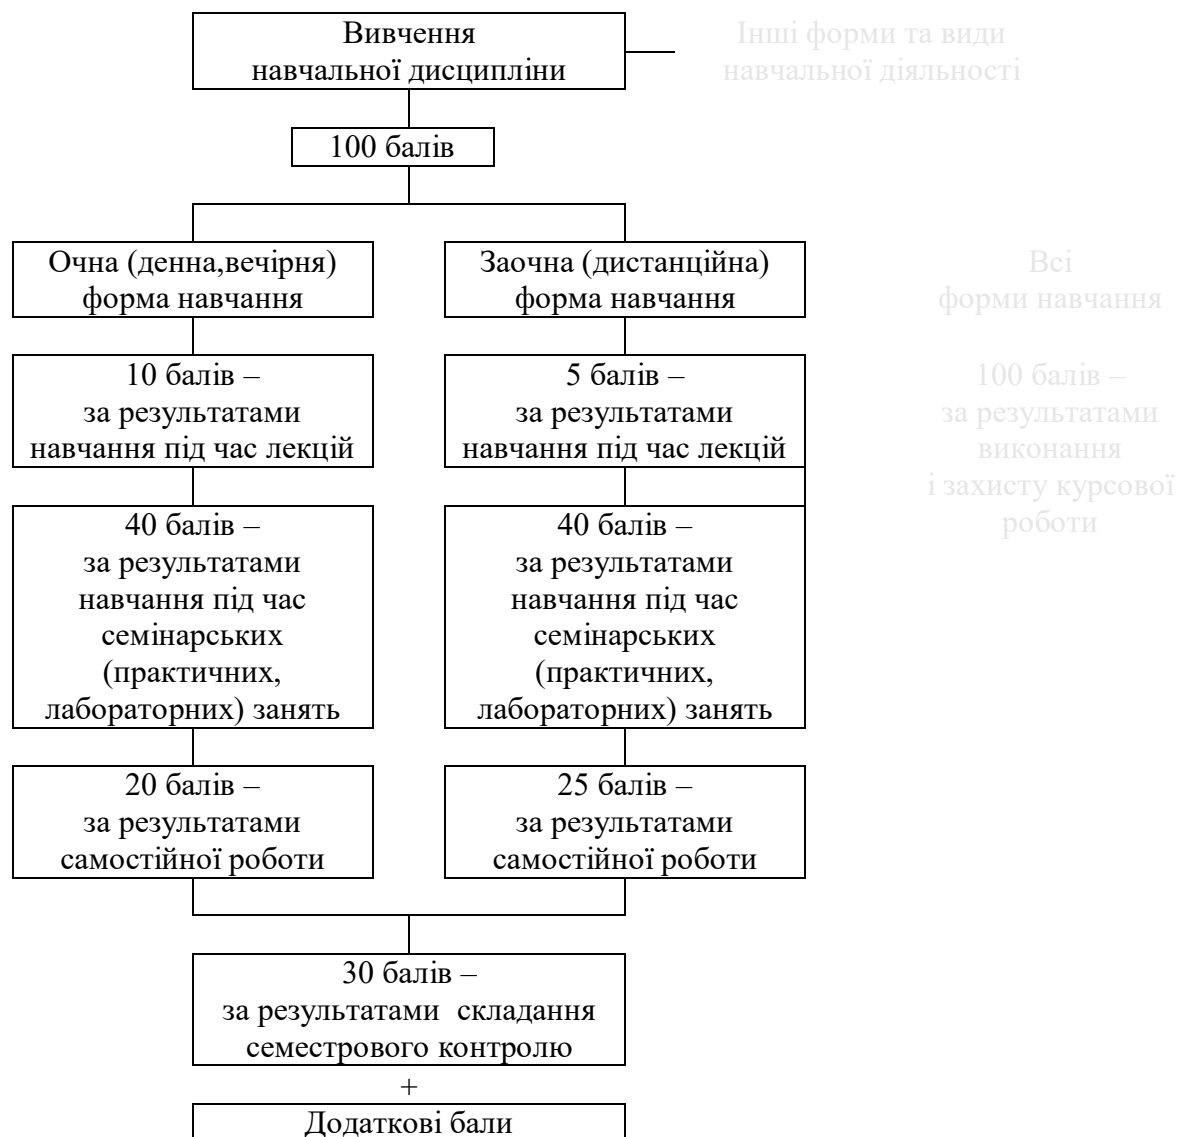 Вивчення
навчальної дисципліни
Інші форми та види
навчальної діяльності
100 балів
Очна (денна,вечірня)
форма навчання
Заочна (дистанційна)
форма навчання
Всі
форми навчання
10 балів –
за результатами
навчання під час лекцій
5 балів –
за результатами
навчання під час лекцій
100 балів –
за результатами
виконання
і захисту курсової
роботи
40 балів –
за результатами
навчання під час
семінарських
(практичних,
лабораторних) занять
40 балів –
за результатами
навчання під час
семінарських
(практичних,
лабораторних) занять
20 балів –
за результатами
самостійної роботи
25 балів –
за результатами
самостійної роботи
30 балів –
за результатами складання
семестрового контролю
+
Додаткові бали